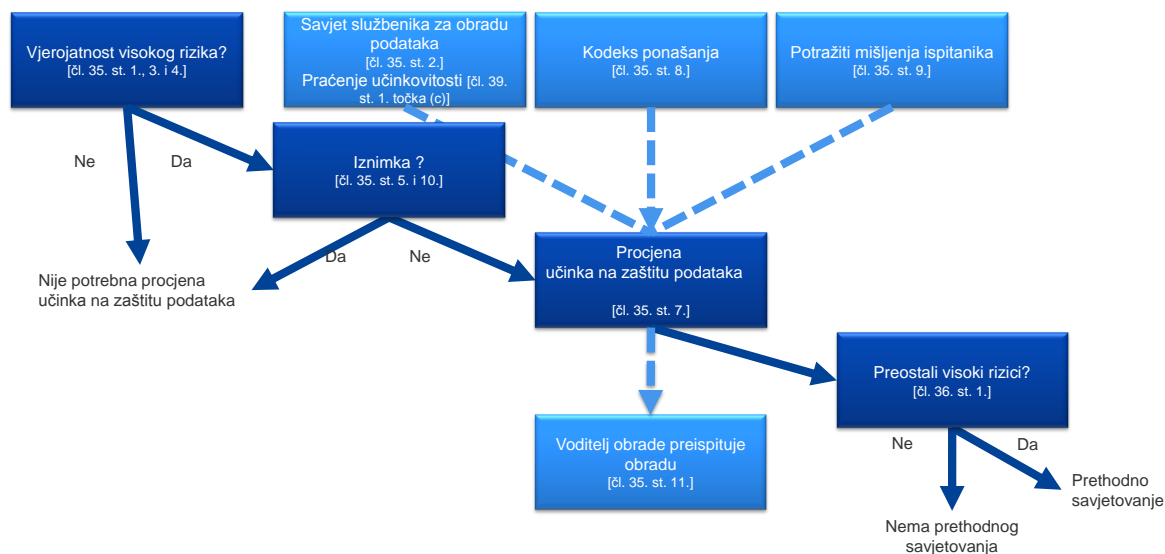 Vjerojatnost visokog rizika?
[čl. 35. st. 1., 3. i 4.]
Savjet službenika za obradu
podataka
[čl. 35. st. 2.]
Praćenje učinkovitosti [čl. 39.
st. 1. točka (c)]
Kodeks ponašanja
[čl. 35. st. 8.]
Potražiti mišljenja ispitanika
[čl. 35. st. 9.]
Ne
Da
Iznimka ?
[čl. 35. st. 5. i 10.]
Da
Ne
Nije potrebna procjena
učinka na zaštitu podataka
Procjena
učinka na zaštitu podataka
[čl. 35. st. 7.]
Preostali visoki rizici?
[čl. 36. st. 1.]
Voditelj obrade preispituje
obradu
[čl. 35. st. 11.]
Ne
Da
Prethodno
savjetovanje
Nema prethodnog
savjetovanja